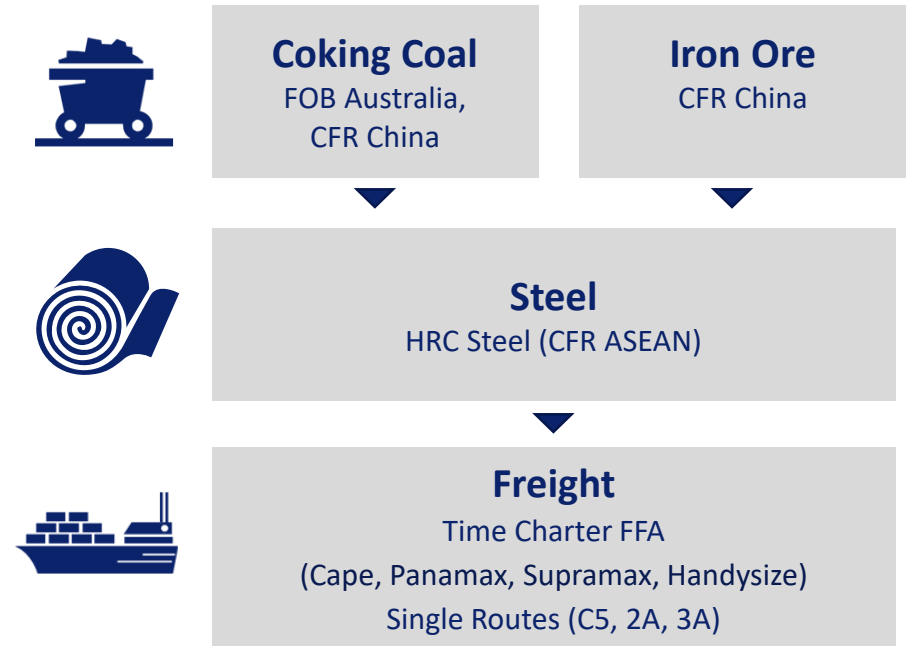 Coking Coal
FOB Australia,
CFR China
Iron Ore
CFR China
Steel
HRC Steel (CFR ASEAN)
Freight
Time Charter FFA
(Cape, Panamax, Supramax, Handysize)
Single Routes (C5, 2A, 3A)